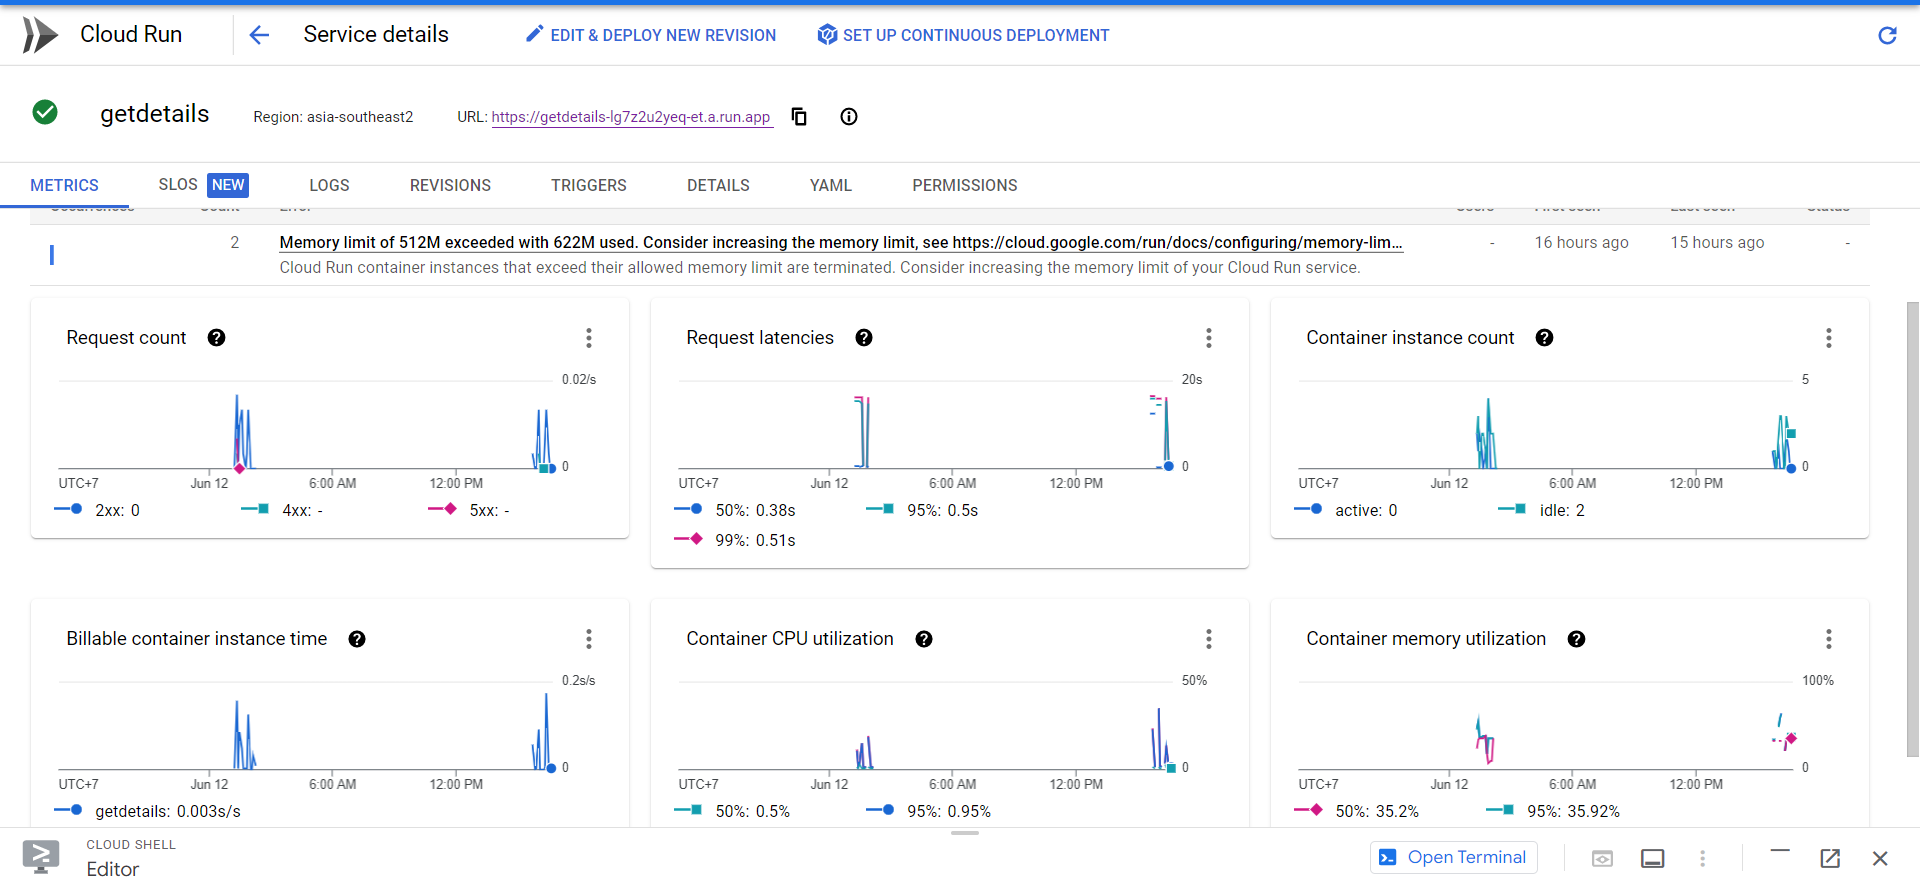 Cloud Run
Service details
EDIT & DEPLOY NEW REVISION
SET UP CONTINUOUS DEPLOYMENT
getdetails
Region: asia-southeast2
URL: https://getdetails-lg7z2u2yeq-et.a.run.app
METRICS
SLOS NEW
LOGS
REVISIONS
TRIGGERS
DETAILS
YAML
PERMISSIONS
Occurrences Count Error Users First seen Last seen Status
2 Memory limit of 512M exceeded with 622M used. Consider increasing the memory limit, see https://cloud.google.com/run/docs/configuring/memory-lim... - 16 hours ago 15 hours ago -
Cloud Run container instances that exceed their allowed memory limit are terminated. Consider increasing the memory limit of your Cloud Run service.
Request count
0.02/s
0
UTC+7 Jun 12 6:00 AM 12:00 PM
2xx: 0 4xx: - 5xx: -
Request latencies
20s
0
UTC+7 Jun 12 6:00 AM 12:00 PM
50%: 0.38s 95%: 0.5s
99%: 0.51s
Container instance count
5
0
UTC+7 Jun 12 6:00 AM 12:00 PM
active: 0 idle: 2
Billable container instance time
0.2s/s
0
UTC+7 Jun 12 6:00 AM 12:00 PM
getdetails: 0.003s/s
Container CPU utilization
50%
0
UTC+7 Jun 12 6:00 AM 12:00 PM
50%: 0.5% 95%: 0.95%
Container memory utilization
100%
0
UTC+7 Jun 12 6:00 AM 12:00 PM
50%: 35.2% 95%: 35.92%
CLOUD SHELL
Editor
Open Terminal